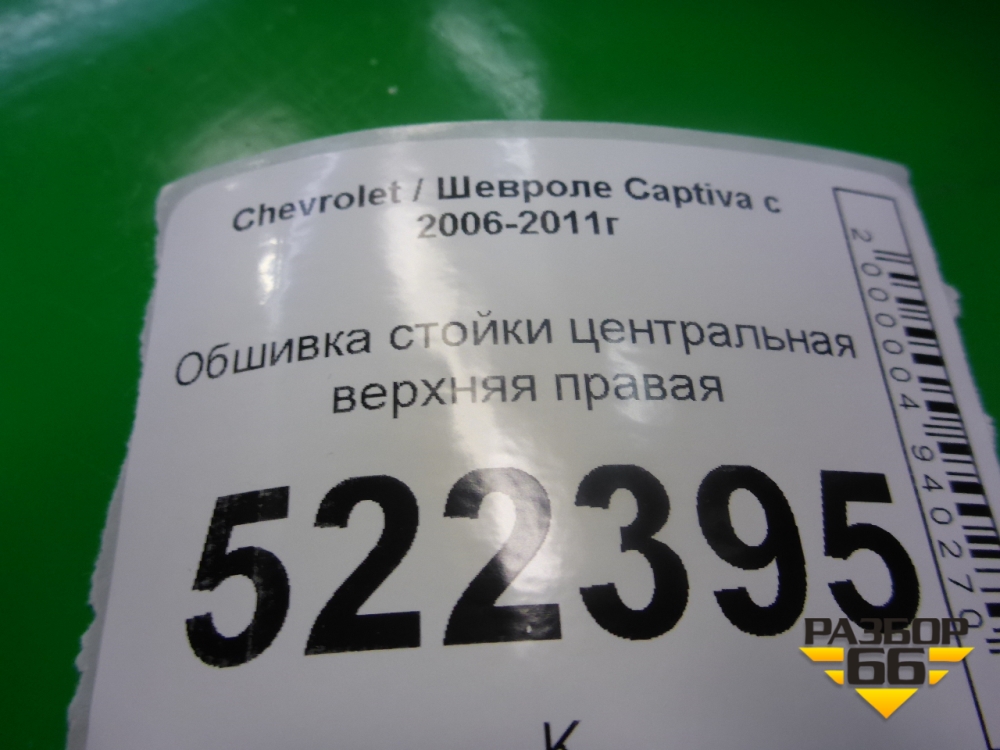 Chevrolet / Шевроле Captiva с
2006-2011г
Обшивка стойки центральная
верхняя правая
522395
К
2000004940270
РАЗБОР
66